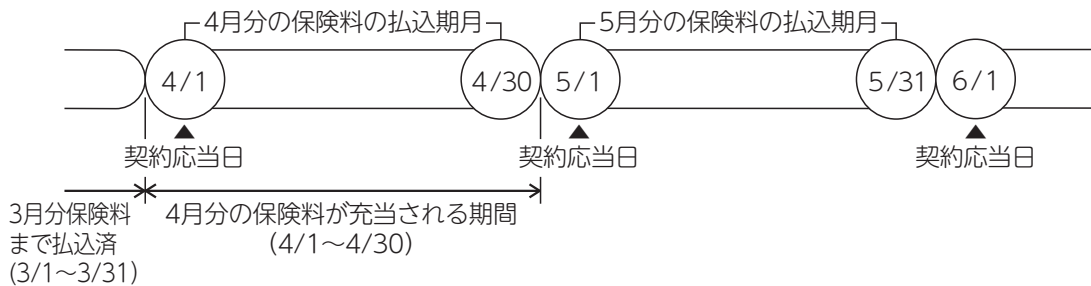 4月分の保険料の払込期月
5月分の保険料の払込期月
4/1
4/30
5/1
5/31
6/1
契約応当日
契約応当日
契約応当日
3月分保険料
まで払込済
(3/1〜3/31)
4月分の保険料が充当される期間
(4/1〜4/30)